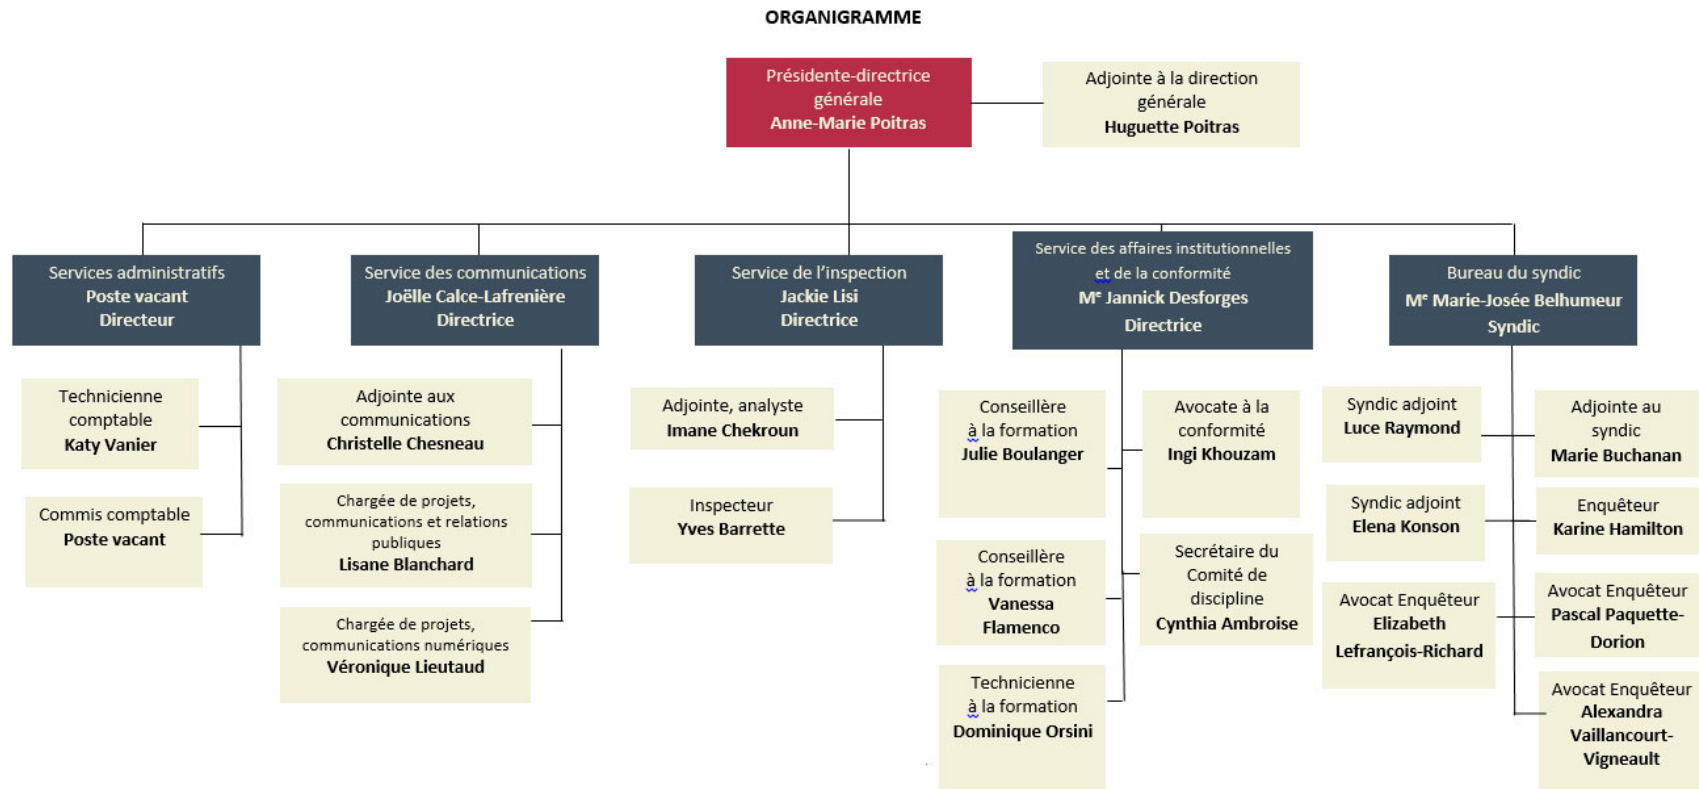 ORGANIGRAMME
Présidente-directrice
générale
Anne-Marie Poitras
Adjointe à la direction
générale
Huguette Poitras
Services administratifs
Poste vacant
Directeur
Service des communications
Joëlle Calce-Lafrenière
Directrice
Service de l’inspection
Jackie Lisi
Directrice
Service des affaires institutionnelles
et de la conformité
Mᵉ Jannick Desforges
Directrice
Bureau du syndic
Mᵉ Marie-Josée Belhumeur
Syndic
Technicienne
comptable
Katy Vanier
Commis comptable
Poste vacant
Adjointe aux
communications
Christelle Chesneau
Chargée de projets,
communications et relations
publiques
Lisane Blanchard
Chargée de projets,
communications numériques
Véronique Lieutaud
Adjointe, analyste
Imane Chekroun
Inspecteur
Yves Barrette
Conseillère
à la formation
Julie Boulanger
Avocate à la
conformité
Ingi Khouzam
Conseillère
à la formation
Vanessa
Flamenco
Secrétaire du
Comité de
discipline
Cynthia Ambroise
Technicienne
à la formation
Dominique Orsini
Syndic adjoint
Luce Raymond
Adjointe au
syndic
Marie Buchanan
Syndic adjoint
Elena Konson
Enquêteur
Karine Hamilton
Avocat Enquêteur
Elizabeth
Lefrançois-Richard
Avocat Enquêteur
Pascal Paquette-
Dorion
Avocat Enquêteur
Alexandra
Vaillancourt-
Vigneault